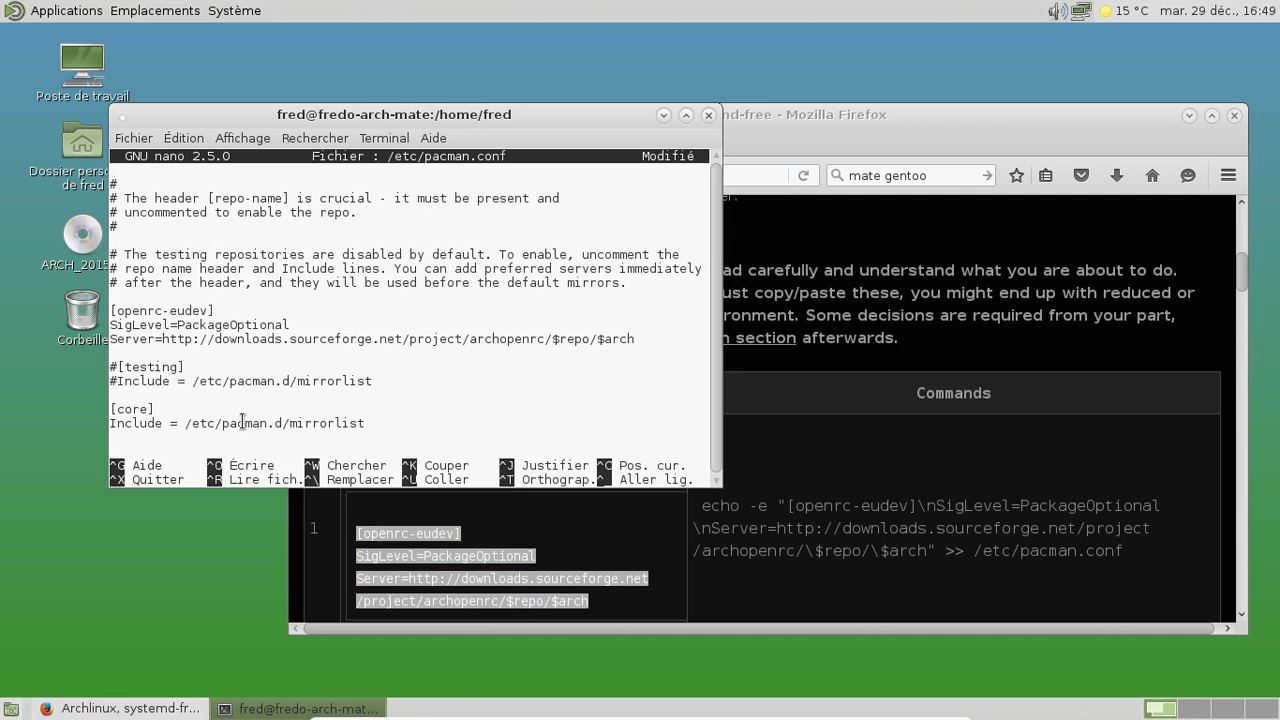 Applications Emplacements Système
15 °C mar. 29 déc., 16:49
Poste de travail
Dossier perso
de fred
ARCH_2015
Corbeille
fred@fredo-arch-mate:/home/fred
Fichier Édition Affichage Rechercher Terminal Aide
GNU nano 2.5.0 Fichier : /etc/pacman.conf Modifié
#
# The header [repo-name] is crucial - it must be present and
# uncommented to enable the repo.
#
# The testing repositories are disabled by default. To enable, uncomment the
# repo name header and Include lines. You can add preferred servers immediately
# after the header, and they will be used before the default mirrors.
[openrc-eudev]
SigLevel=PackageOptional
Server=http://downloads.sourceforge.net/project/archopenrc/$repo/$arch
#[testing]
#Include = /etc/pacman.d/mirrorlist
[core]
Include = /etc/pacman.d/mirrorlist
^G Aide ^O Écrire ^W Chercher ^K Couper ^J Justifier ^C Pos. cur.
^X Quitter ^R Lire fich. ^\ Remplacer ^U Coller ^T Orthograp. ^_ Aller lig.
nd-free - Mozilla Firefox
mate gentoo
er.
ad carefully and understand what you are about to do.
ust copy/paste these, you might end up with reduced or
ronment. Some decisions are required from your part,
n section afterwards.
Commands
1
[openrc-eudev]
SigLevel=PackageOptional
Server=http://downloads.sourceforge.net
/project/archopenrc/$repo/$arch
echo -e "[openrc-eudev]\nSigLevel=PackageOptional
\nServer=http://downloads.sourceforge.net/project
/archopenrc/\$repo/\$arch" >> /etc/pacman.conf
Archlinux, systemd-fr...
fred@fredo-arch-mat...